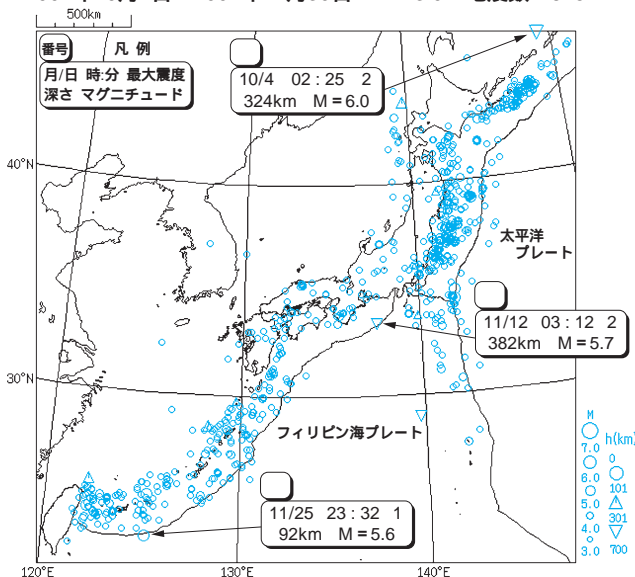 500km
番号 凡 例
月/日 時:分 最大震度
深さ マグニチュード
10/4 02:25 2
324km M=6.0
40°N
太平洋
プレート
11/12 03:12 2
382km M=5.7
30°N
フィリピン海プレート
11/25 23:32 1
92km M=5.6
M
7.0
6.0
5.0
4.0
3.0
h(km)
0
101
301
700
120°E
130°E
140°E